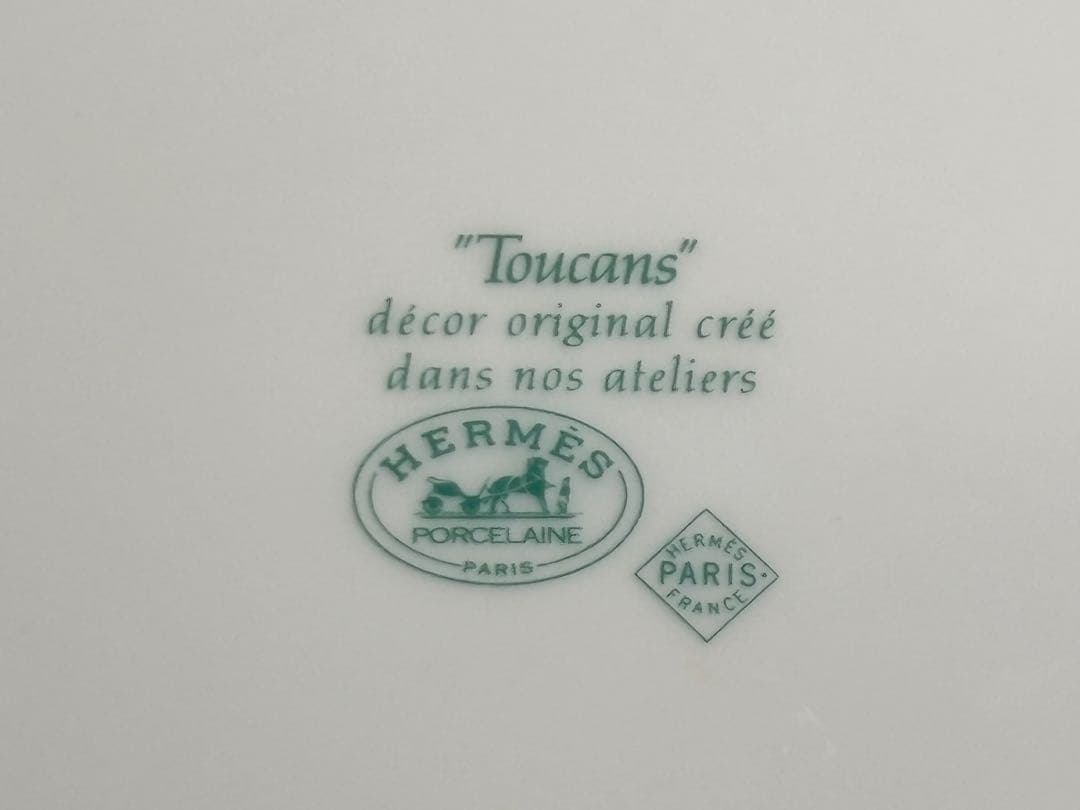 "Toucans"
décor original créé
dans nos ateliers
HERMÈS
PORCELAINE
PARIS
HERMÈS
PARIS
FRANCE